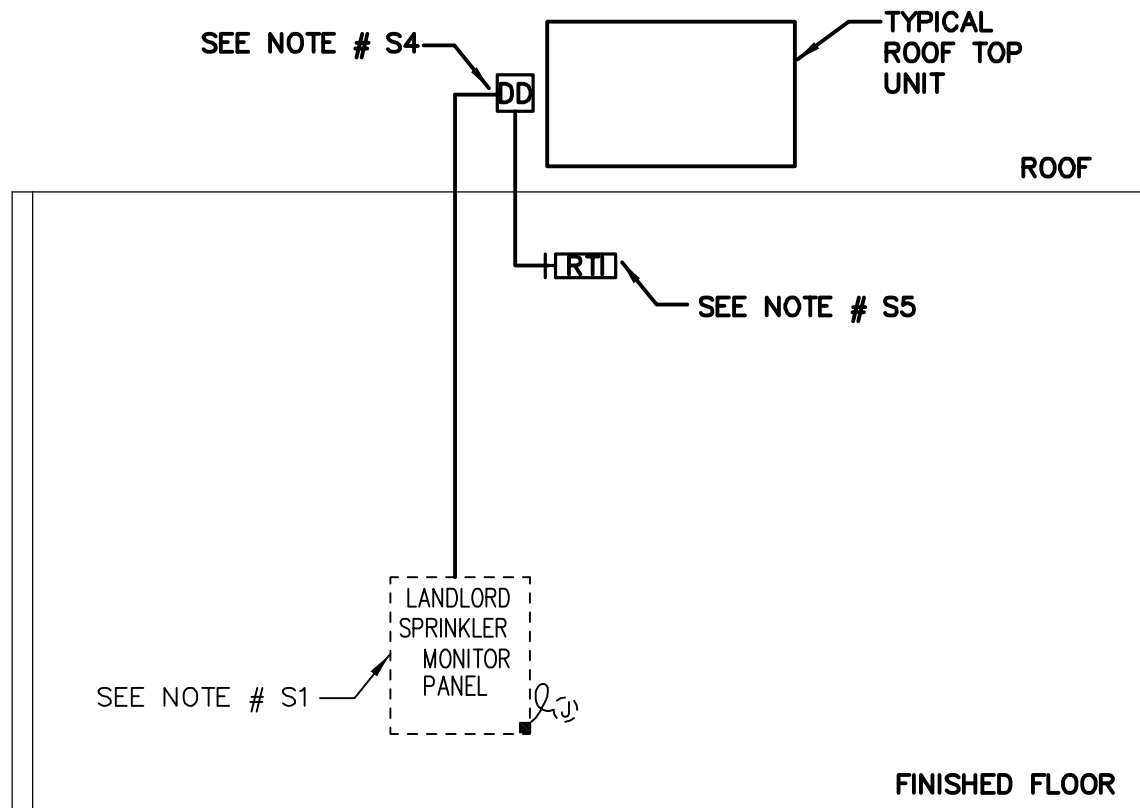 SEE NOTE # S4
DD
TYPICAL
ROOF TOP
UNIT
ROOF
RTI
SEE NOTE # S5
LANDLORD
SPRINKLER
MONITOR
PANEL
SEE NOTE # S1
J
FINISHED FLOOR